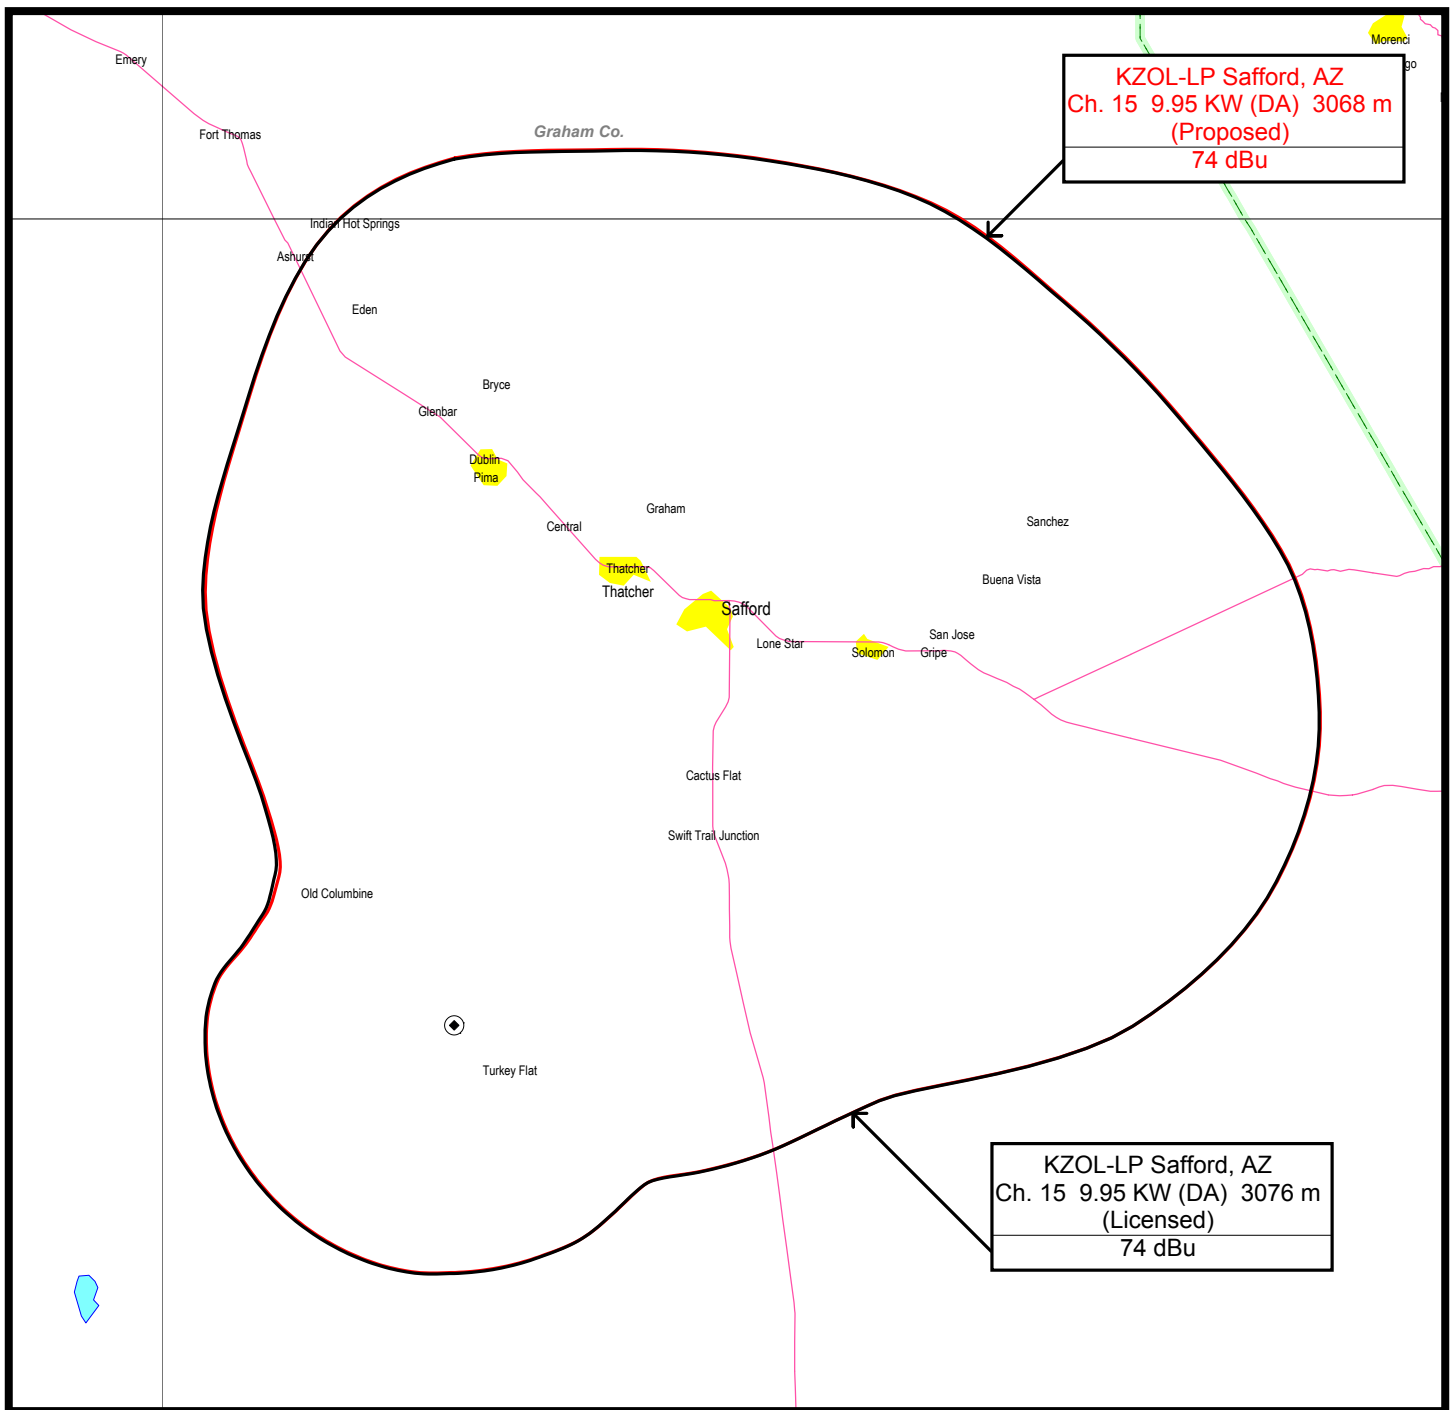 Morenci
go
Emery
KZOL-LP Safford, AZ
Ch. 15 9.95 KW (DA) 3068 m
(Proposed)
74 dBu
Fort Thomas
Graham Co.
Indian Hot Springs
Ashurst
Eden
Bryce
Glenbar
Dublin
Pima
Graham
Central
Sanchez
Thatcher
Thatcher
Buena Vista
Safford
Lone Star
San Jose
Solomon
Gripe
Cactus Flat
Swift Trail Junction
Old Columbine
Turkey Flat
KZOL-LP Safford, AZ
Ch. 15 9.95 KW (DA) 3076 m
(Licensed)
74 dBu